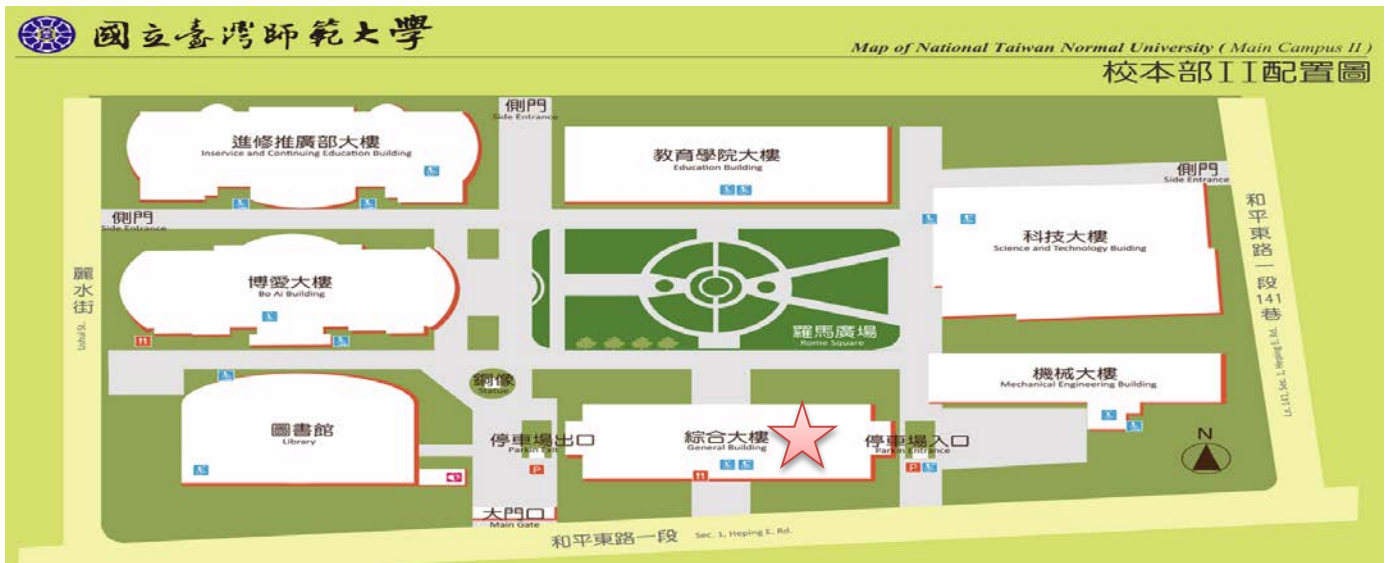 國立臺灣師範大學
Map of National Taiwan Normal University ( Main Campus II )
校本部II配置圖
側門
Side Entrance
進修推廣部大樓
Inservice and Continuing Education Building
教育學院大樓
Education Building
側門
Side Entrance
側門
Side Entrance
和平東路一段141巷
Ln. 141, Sec. 1, Heping E. Rd.
科技大樓
Science and Technology Buiding
麗水街
Lishui St.
博愛大樓
Bo Ai Building
羅馬廣場
Rome Square
機械大樓
Mechanical Engineering Building
銅像
Statue
圖書館
Library
停車場出口
Parkin Exit
P
綜合大樓
General Building
停車場入口
Parkin Entrance
P
N
大門口
Main Gate
和平東路一段 Sec. 1, Heping E. Rd.